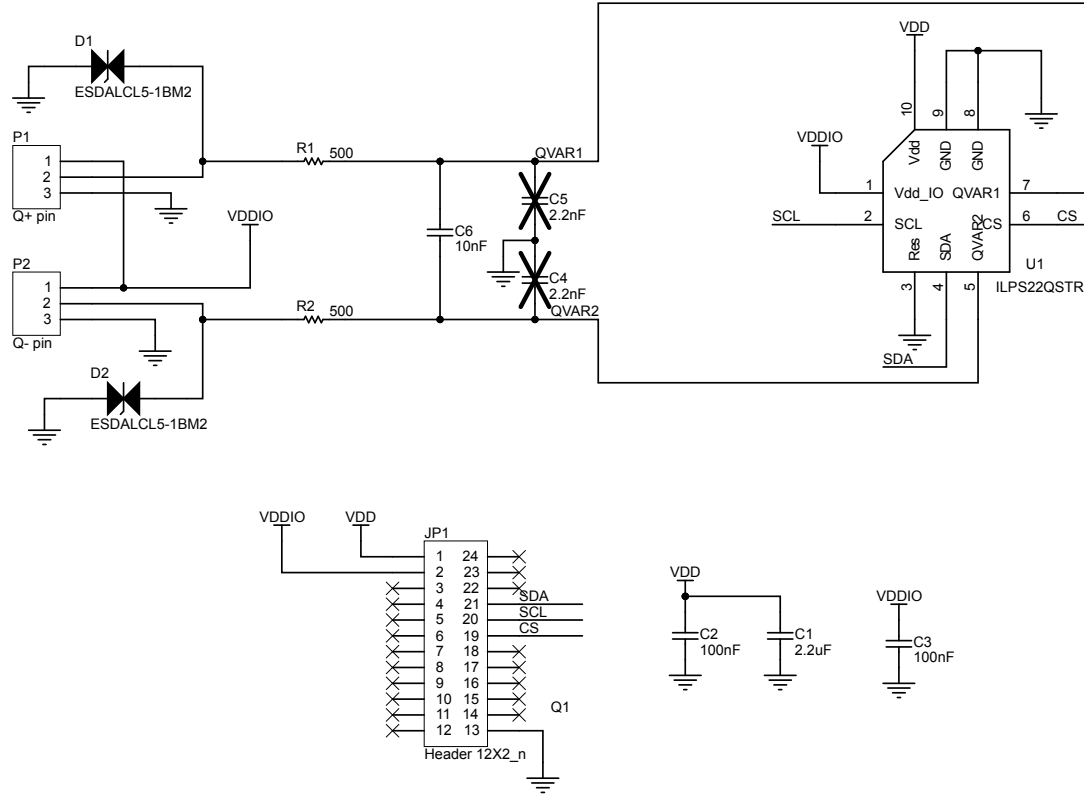 D1
ESDALCL5-1BM2
P1
1
2
3
Q+ pin
VDDIO
P2
1
2
3
Q- pin
D2
ESDALCL5-1BM2
R1
500
R2
500
C6
10nF
QVAR1
C5
2.2nF
C4
2.2nF
QVAR2
VDD
VDDIO
10
9
8
Vdd
GND
GND
1
Vdd_IO
QVAR1
7
SCL
2
SCL
CS
6
CS
Res
SDA
QVAR2
3
4
5
U1
ILPS22QSTR
SDA
VDDIO
VDD
JP1
1 24
2 23
3 22
4 21 SDA
5 20 SCL
6 19 CS
7 18
8 17
9 16
10 15
11 14
12 13
Q1
Header 12X2_n
VDD
C2
100nF
C1
2.2uF
VDDIO
C3
100nF